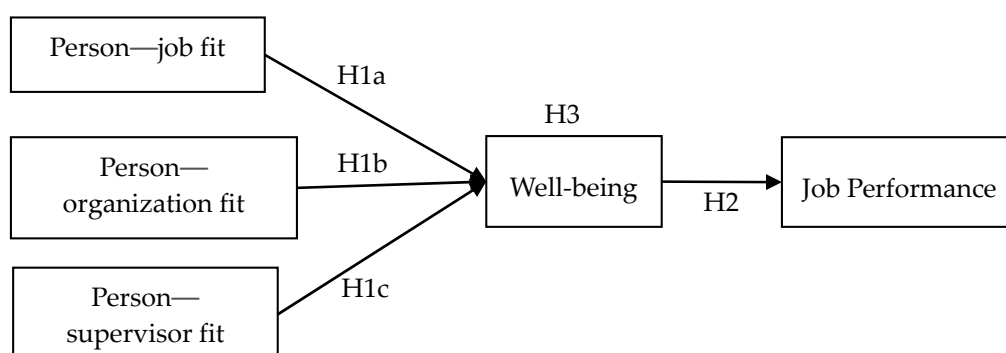 Person—job fit
H1a
H3
Person—
organization fit
H1b
Well-being
H2
Job Performance
H1c
Person—
supervisor fit